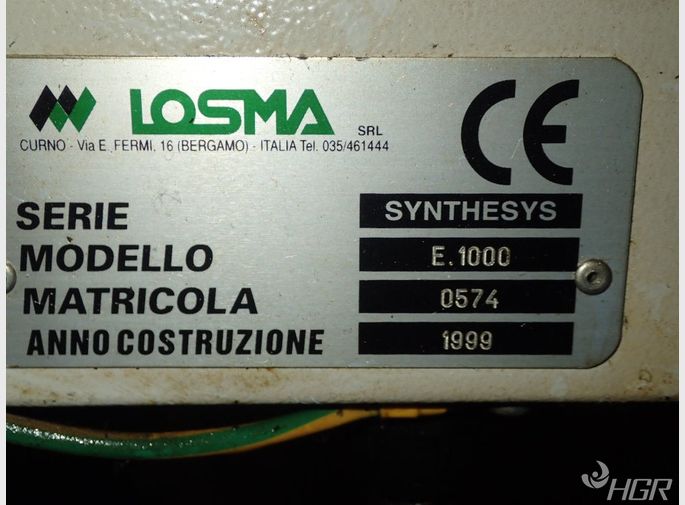 LOSMA SRL
CURNO - Via E. FERMI, 16 (BERGAMO) - ITALIA Tel. 035/461444
CE
SERIE SYNTHESYS
MODELLO E.1000
MATRICOLA 0574
ANNO COSTRUZIONE 1999
HGR